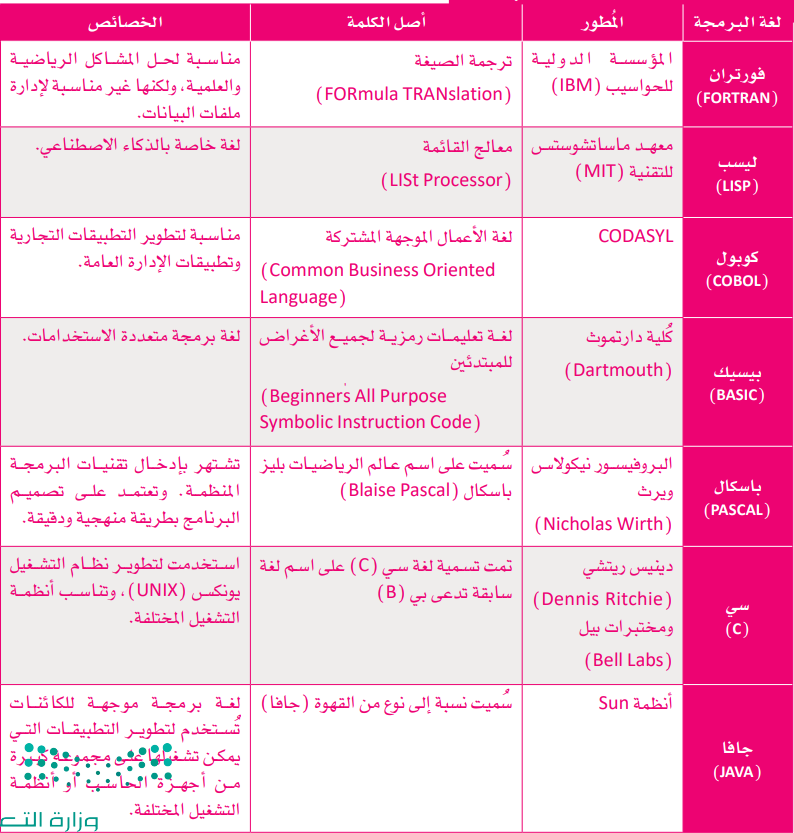 لغة البرمجة
المُطور
أصل الكلمة
الخصائص
فورتران
(FORTRAN)
المؤسسة الدولية
للحواسيب (IBM)
ترجمة الصيغة
(FORmula TRANslation)
مناسبة لحل المشاكل الرياضية
والعلمية، ولكنها غير مناسبة لإدارة
ملفات البيانات.
ليسب
(LISP)
معهد ماساتشوستس
للتقنية (MIT)
معالج القائمة
(LISt Processor)
لغة خاصة بالذكاء الاصطناعي.
كوبول
(COBOL)
CODASYL
لغة الأعمال الموجهة المشتركة
(Common Business Oriented
Language)
مناسبة لتطوير التطبيقات التجارية
وتطبيقات الإدارة العامة.
بيسيك
(BASIC)
كُلية دارتموث
(Dartmouth)
لغة تعليمات رمزية لجميع الأغراض
للمبتدئين
(Beginner's All Purpose
Symbolic Instruction Code)
لغة برمجة متعددة الاستخدامات.
باسكال
(PASCAL)
البروفيسور نيكولاس
ويرث
(Nicholas Wirth)
سُميت على اسم عالم الرياضيات بليز
باسكال (Blaise Pascal)
تشتهر بإدخال تقنيات البرمجة
المنظمة. وتعتمد على تصميم
البرنامج بطريقة منهجية ودقيقة.
سي
(C)
دينيس ريتشي
(Dennis Ritchie)
ومختبرات بيل
(Bell Labs)
تمت تسمية لغة سي (C) على اسم لغة
سابقة تدعى بي (B)
استخدمت لتطوير نظام التشغيل
يونكس (UNIX)، وتناسب أنظمة
التشغيل المختلفة.
جافا
(JAVA)
أنظمة Sun
سُميت نسبة إلى نوع من القهوة (جافا)
لغة برمجة موجهة للكائنات
تُستخدم لتطوير التطبيقات التي
يمكن تشغيلها على مجموعة كبيرة
من أجهزة الحاسب أو أنظمة
التشغيل المختلفة.
وزارة التـ